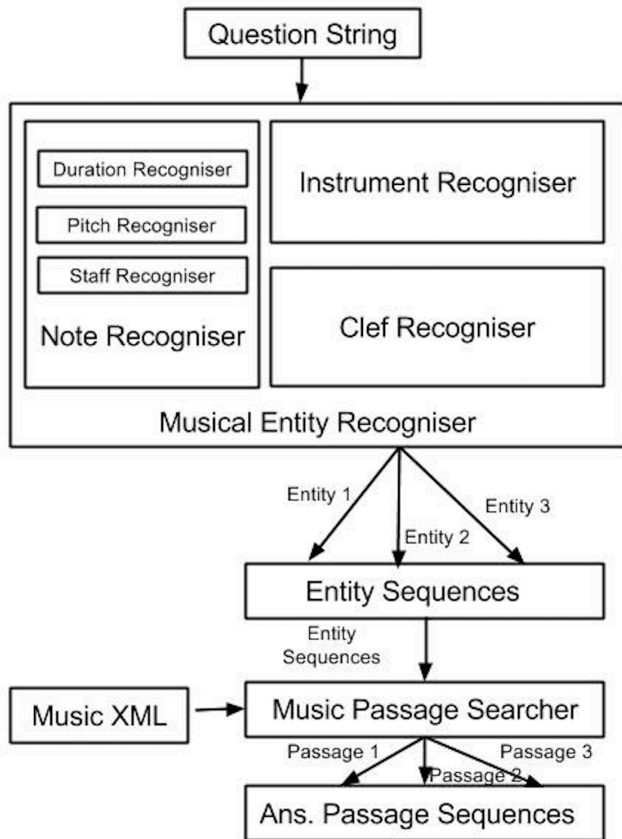 Question String
Duration Recogniser
Pitch Recogniser
Staff Recogniser
Note Recogniser
Instrument Recogniser
Clef Recogniser
Musical Entity Recogniser
Entity 1
Entity 2
Entity 3
Entity Sequences
Entity
Sequences
Music XML
Music Passage Searcher
Passage 1
Passage 2
Passage 3
Ans. Passage Sequences